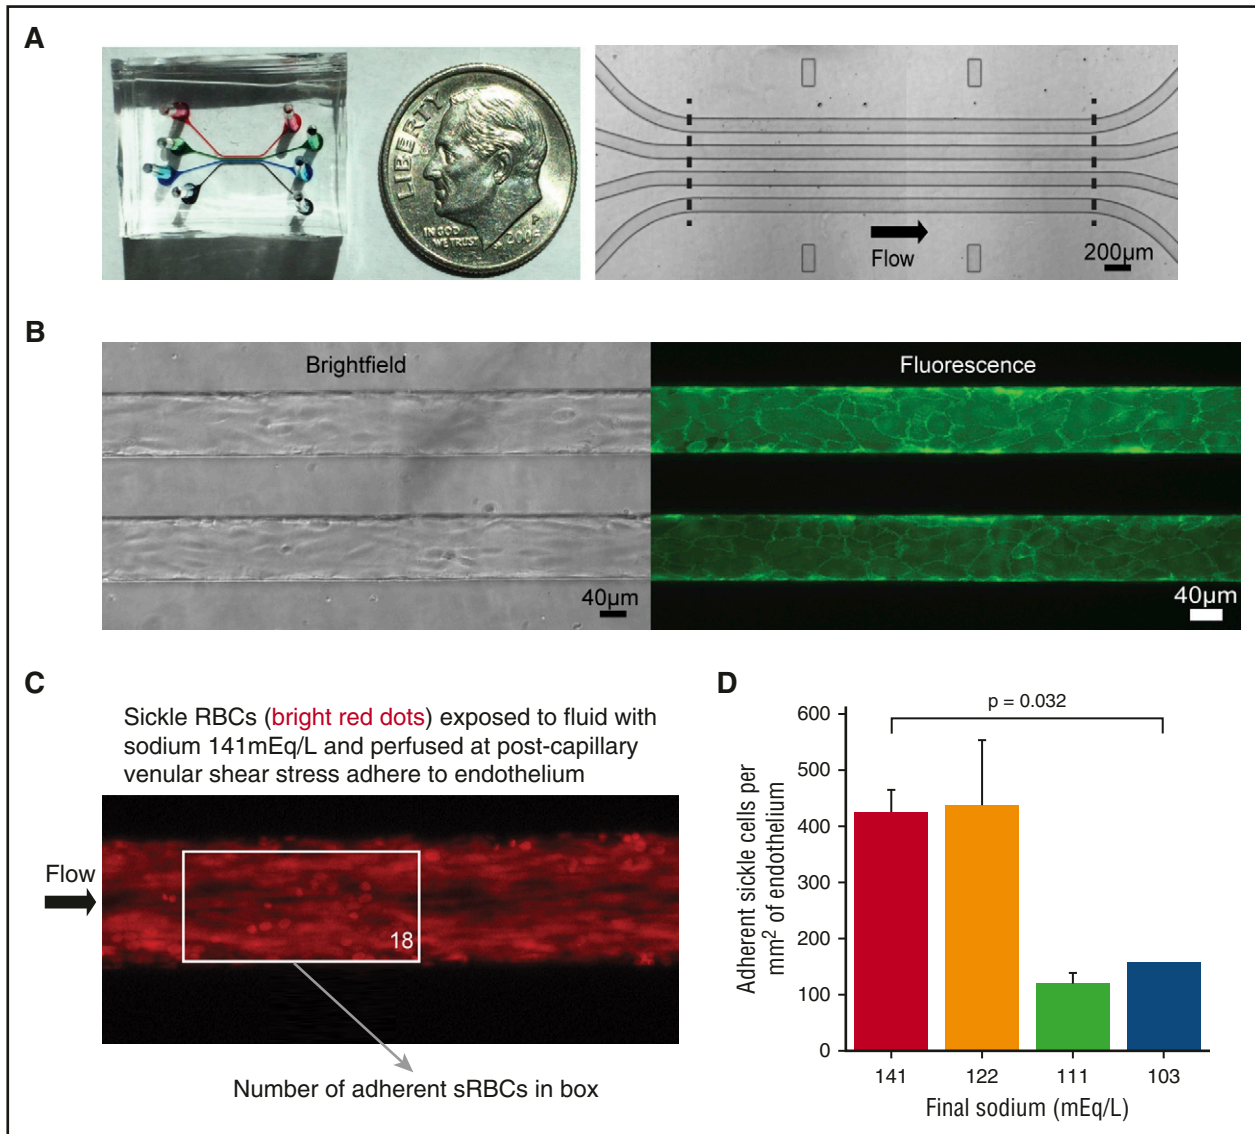 A
LIBERTY
IN GOD
WE TRUST
P
2005
Flow
200µm
B
Brightfield
Fluorescence
40µm
40µm
C
Sickle RBCs (bright red dots) exposed to fluid with
sodium 141mEq/L and perfused at post-capillary
venular shear stress adhere to endothelium
Flow
18
Number of adherent sRBCs in box
D
p = 0.032
Adherent sickle cells per
mm² of endothelium
600
500
400
300
200
100
0
141
122
111
103
Final sodium (mEq/L)